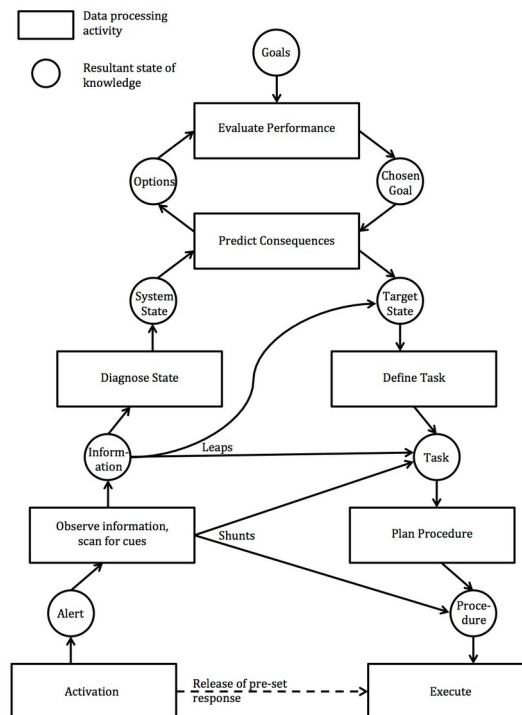 Data processing
activity
Resultant state of
knowledge
Goals
Evaluate Performance
Options
Chosen
Goal
Predict Consequences
System
State
Target
State
Diagnose State
Define Task
Inform-
ation
Leaps
Task
Observe information,
scan for cues
Shunts
Plan Procedure
Alert
Proce-
dure
Activation
Release of pre-set
response
Execute